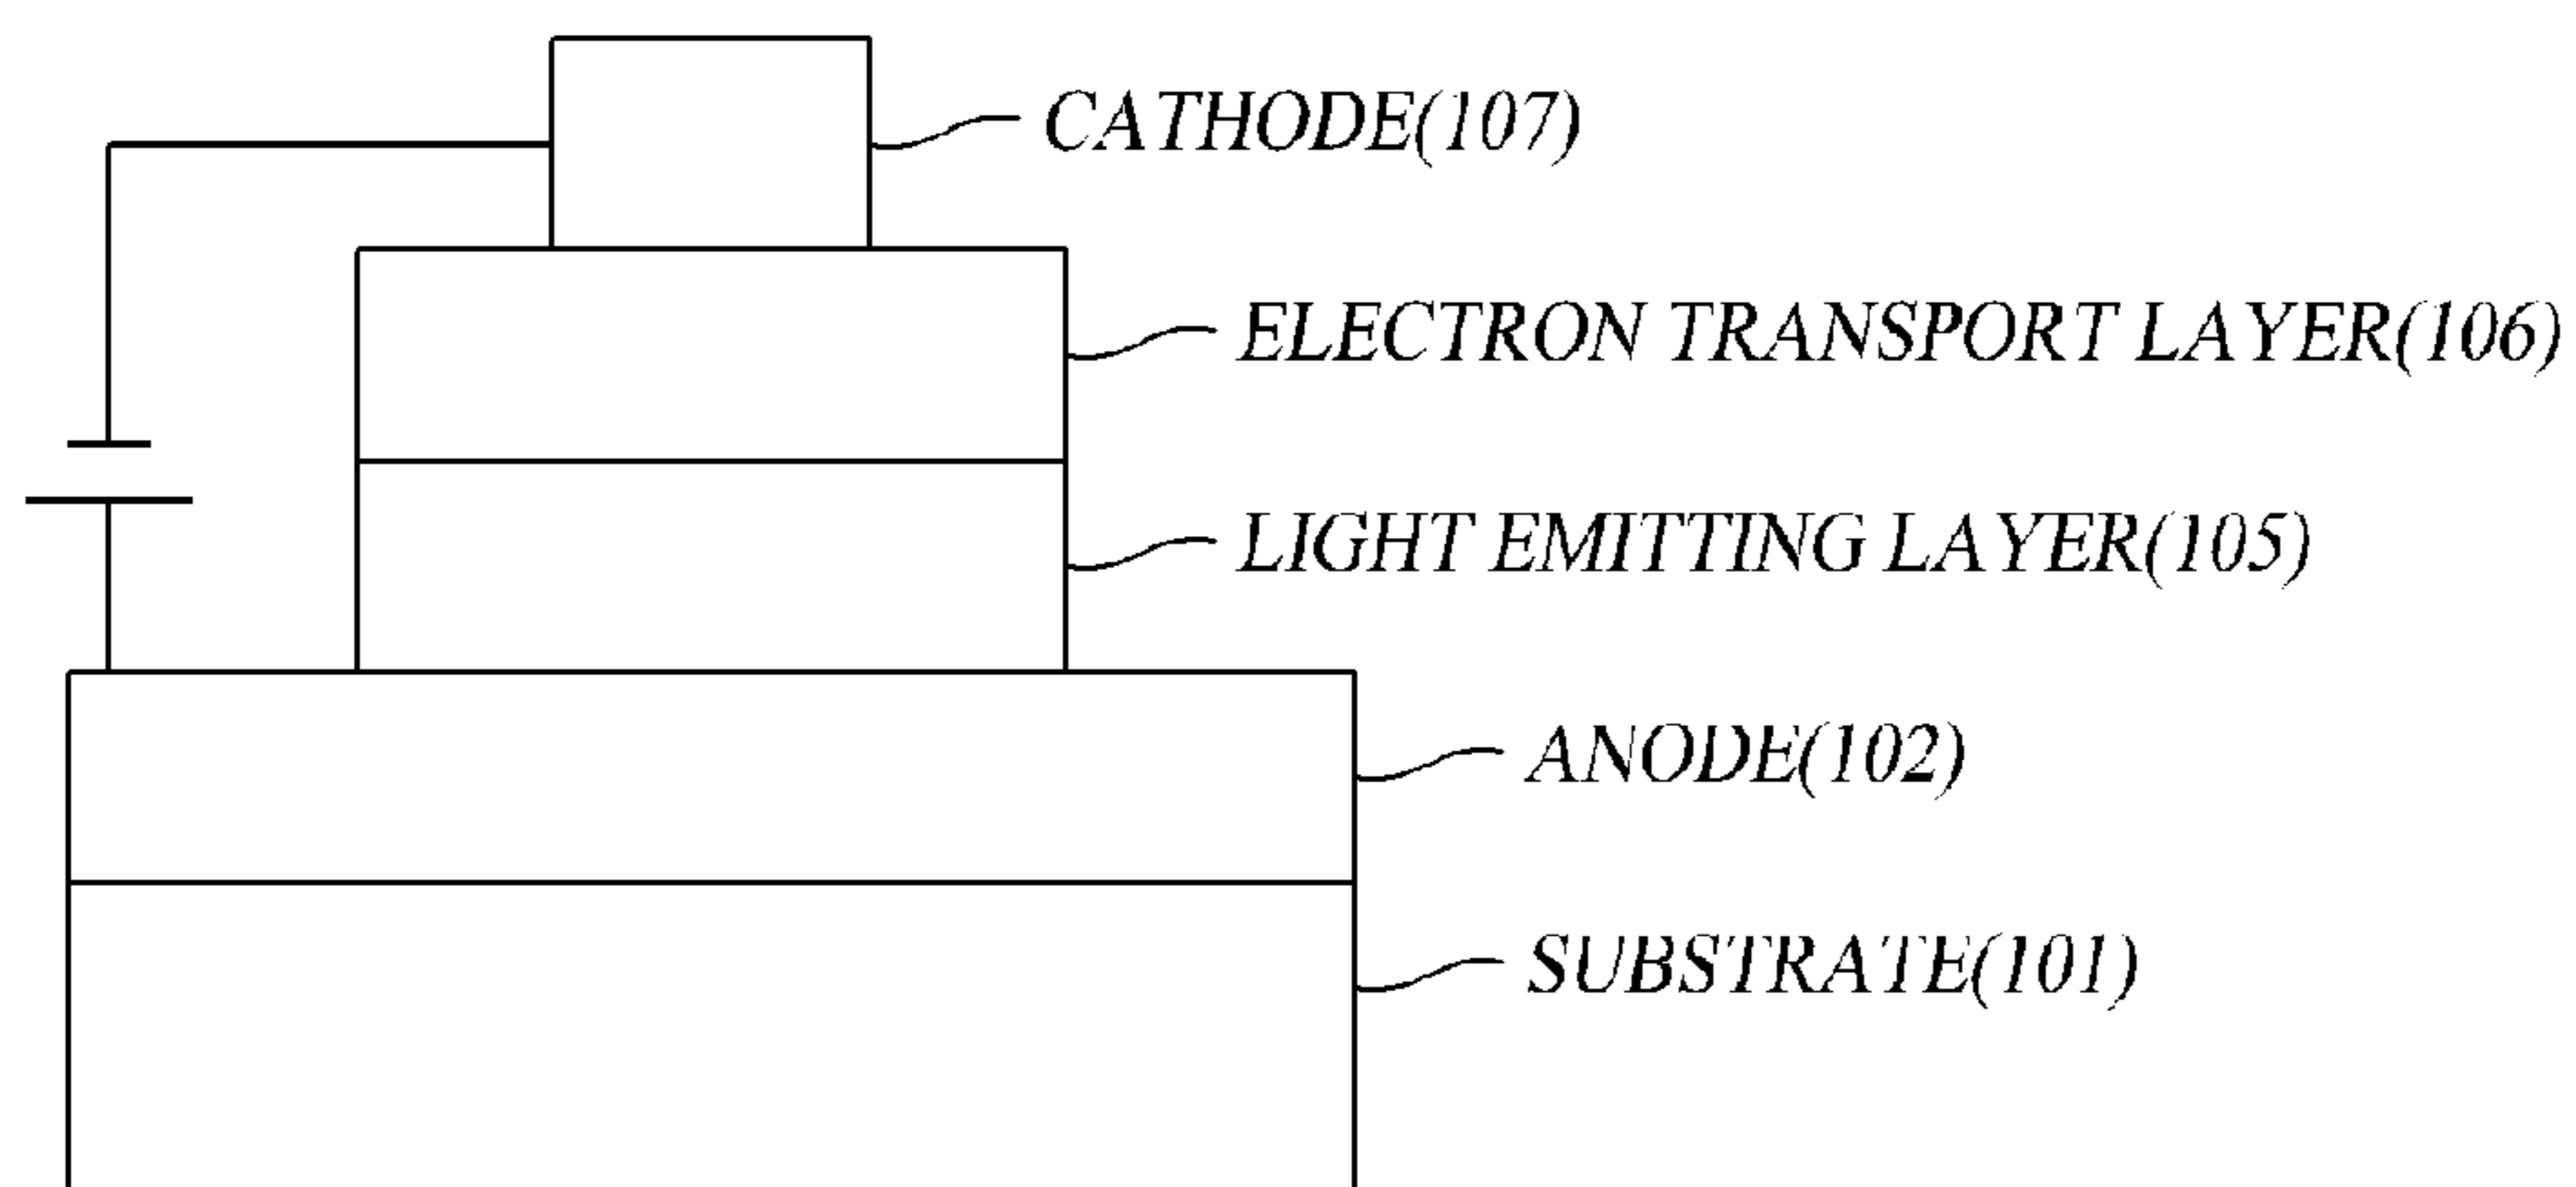 CATHODE(107)
ELECTRON TRANSPORT LAYER(106)
LIGHT EMITTING LAYER(105)
ANODE(102)
SUBSTRATE(101)